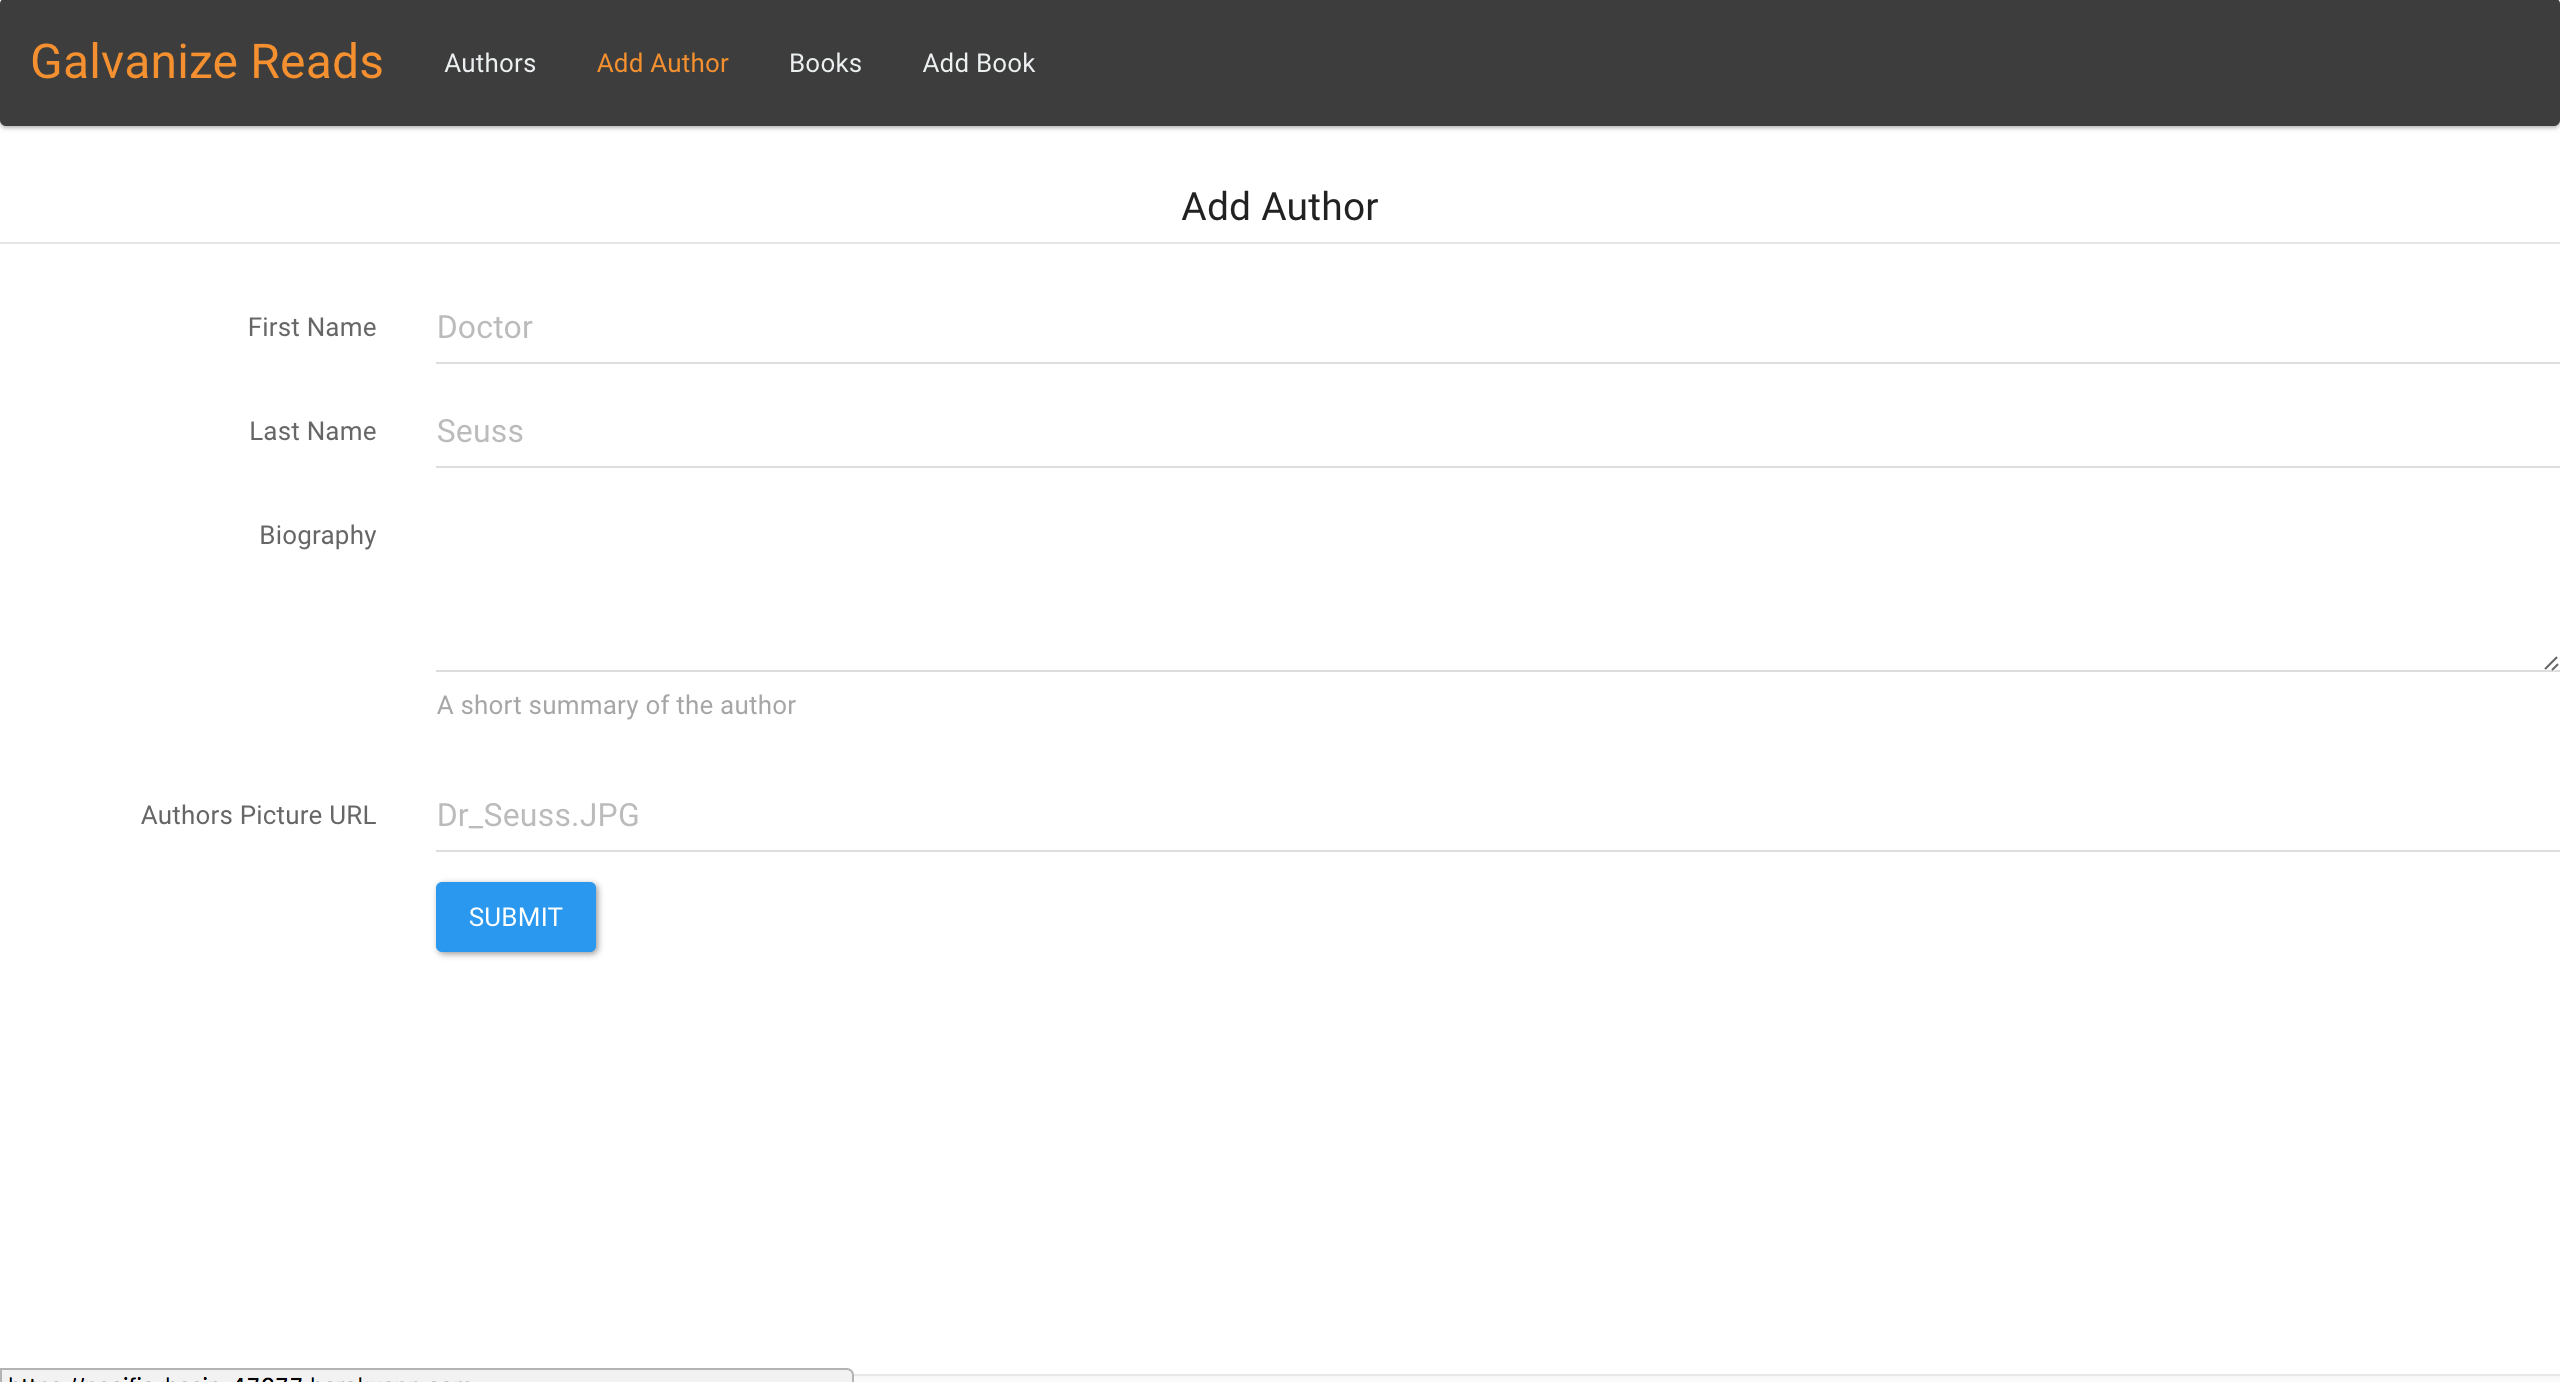 Galvanize Reads Authors Add Author Books Add Book
Add Author
First Name Doctor
Last Name Seuss
Biography
A short summary of the author
Authors Picture URL Dr_Seuss.JPG
SUBMIT